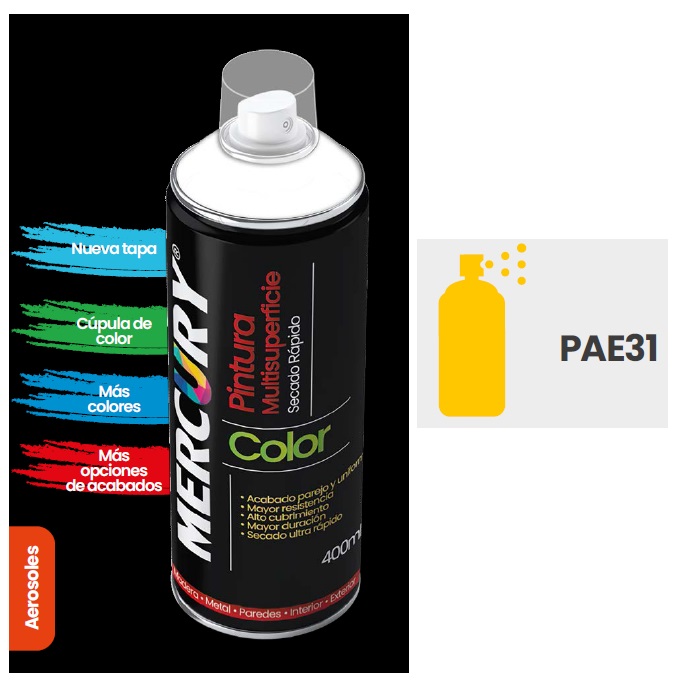 Nueva tapa
Cúpula de
color
Más
colores
Más
opciones
de acabados
Aerosoles
MERCURY®
Pintura
Multisuperficie
Secado Rápido
Color
• Acabado parejo y uniform
• Mayor resistencia
• Alto cubrimiento
• Mayor duración
• Secado ultra rápido
400ml
Madera • Metal • Paredes • Interior • Exterior
PAE31